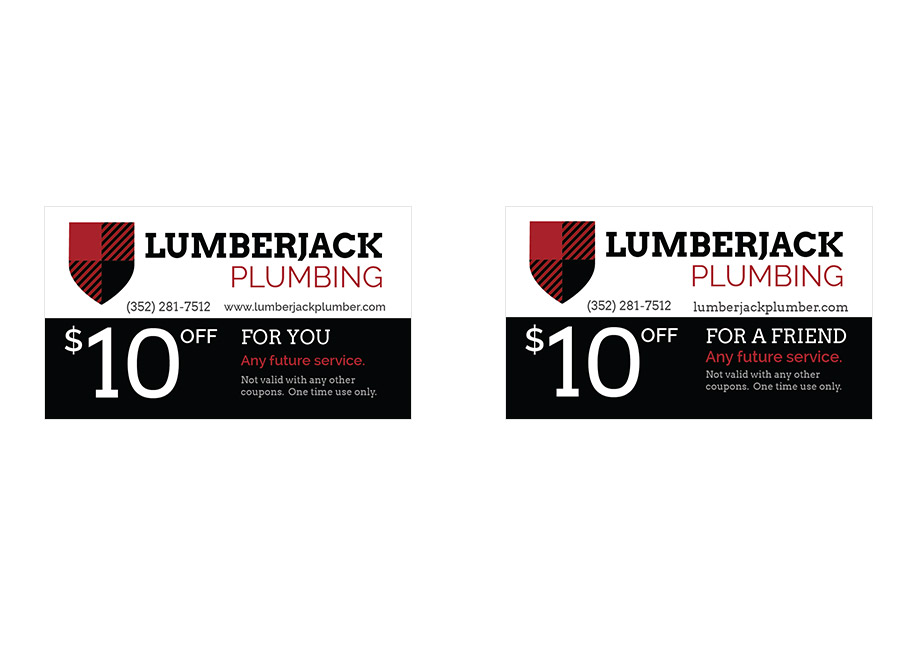 LUMBERJACK
PLUMBING
(352) 281-7512 www.lumberjackplumber.com
$10 OFF
FOR YOU
Any future service.
Not valid with any other
coupons. One time use only.
LUMBERJACK
PLUMBING
(352) 281-7512 lumberjackplumber.com
$10 OFF
FOR A FRIEND
Any future service.
Not valid with any other
coupons. One time use only.